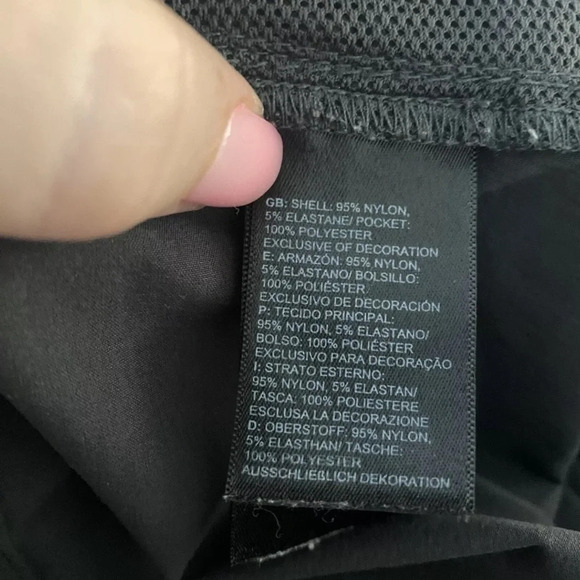 GB: SHELL: 95% NYLON,
5% ELASTANE/ POCKET:
100% POLYESTER
EXCLUSIVE OF DECORATION
E: ARMAZÓN: 95% NYLON,
5% ELASTANO/ BOLSILLO:
100% POLIÉSTER
EXCLUSIVO DE DECORACIÓN
P: TECIDO PRINCIPAL:
95% NYLON, 5% ELASTANO/
BOLSO: 100% POLIÉSTER
EXCLUSIVO PARA DECORAÇÃO
I: STRATO ESTERNO:
95% NYLON, 5% ELASTAN/
TASCA: 100% POLIESTERE
ESCLUSA LA DECORAZIONE
D: OBERSTOFF: 95% NYLON,
5% ELASTHAN/ TASCHE:
100% POLYESTER
AUSSCHLIEßLICH DEKORATION